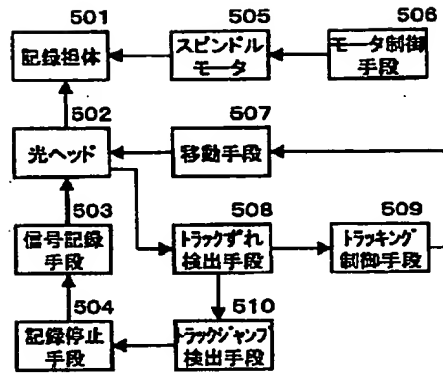 501
記録担体
505
スピンドル
モータ
506
モータ制御
手段
502
光ヘッド
507
移動手段
503
信号記録
手段
508
トラックずれ
検出手段
509
トラッキング
制御手段
504
記録停止
手段
510
トラックジャンプ
検出手段